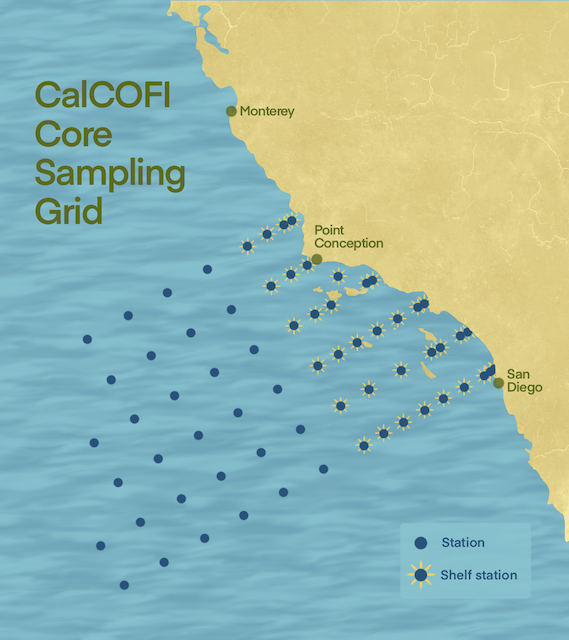 CalCOFI
Core
Sampling
Grid
Monterey
Point
Conception
San
Diego
Station
Shelf station